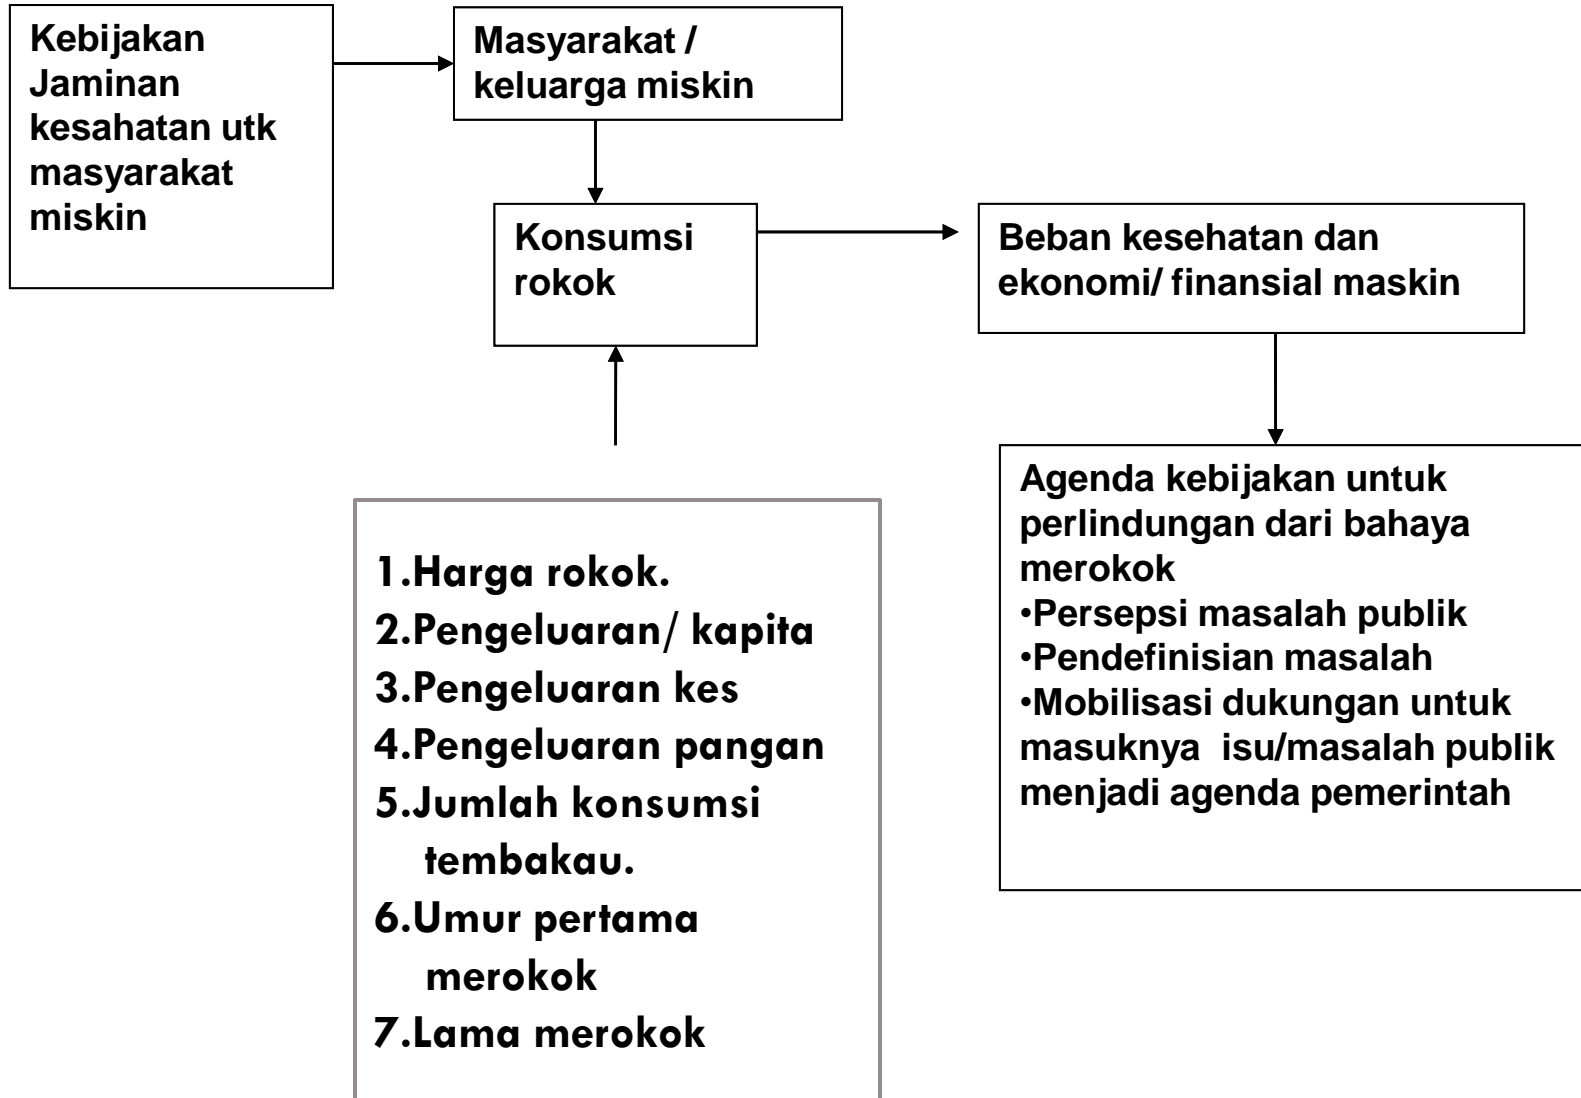 Kebijakan
Jaminan
kesahatan utk
masyarakat
miskin
Masyarakat /
keluarga miskin
Konsumsi
rokok
Beban kesehatan dan
ekonomi/ finansial maskin
Agenda kebijakan untuk
perlindungan dari bahaya
merokok
•Persepsi masalah publik
•Pendefinisian masalah
•Mobilisasi dukungan untuk
masuknya isu/masalah publik
menjadi agenda pemerintah
1.Harga rokok.
2.Pengeluaran/ kapita
3.Pengeluaran kes
4.Pengeluaran pangan
5.Jumlah konsumsi
tembakau.
6.Umur pertama
merokok
7.Lama merokok